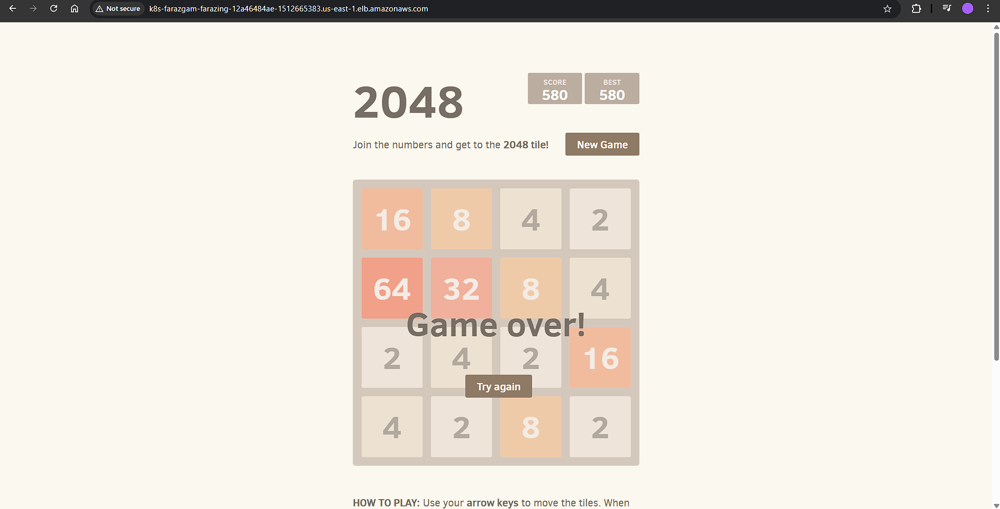 Not secure k8s-farazgam-farazing-12a46484ae-1512665383.us-east-1.elb.amazonaws.com
2048
SCORE BEST
580 580
Join the numbers and get to the 2048 tile! New Game
16 8 4 2
64 32 8 4
Game over!
2 4 2 16
Try again
4 2 8 2
HOW TO PLAY: Use your arrow keys to move the tiles. When